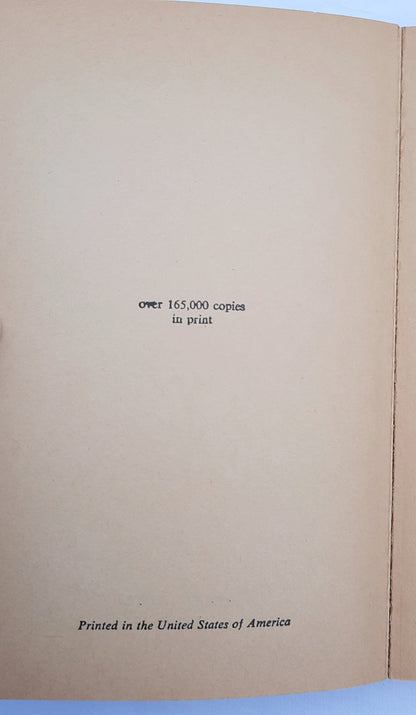 over 165,000 copies
in print
Printed in the United States of America